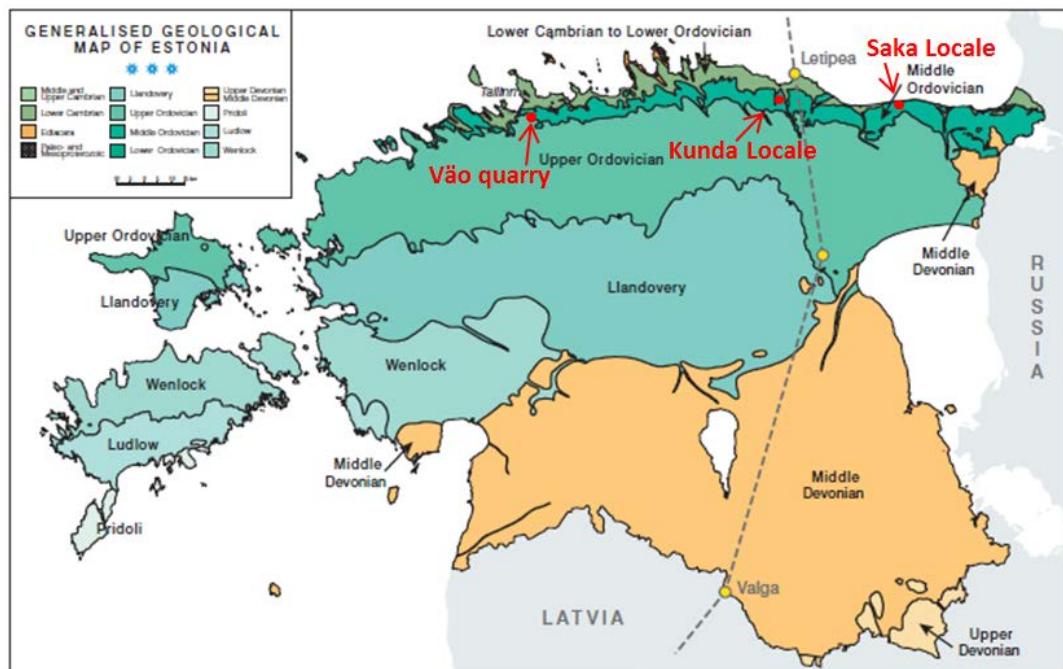 GENERALISED GEOLOGICAL
MAP OF ESTONIA
Middle and
Upper Cambrian
Lower Cambrian
Ediacara
Paleo- and
Mesoproterozoic
Llandovery
Upper Ordovician
Middle Ordovician
Lower Ordovician
Upper Devonian
Middle Devonian
Pridoli
Ludlow
Wenlock
Lower Cambrian to Lower Ordovician
Saka Locale
Letipea
Middle
Ordovician
Tallinn
Väo quarry
Upper Ordovician
Kunda Locale
Upper Ordovician
Llandovery
Llandovery
Middle
Devonian
RUSSIA
Wenlock
Wenlock
Ludlow
Middle
Devonian
Middle
Devonian
Pridoli
Valga
LATVIA
Upper
Devonian